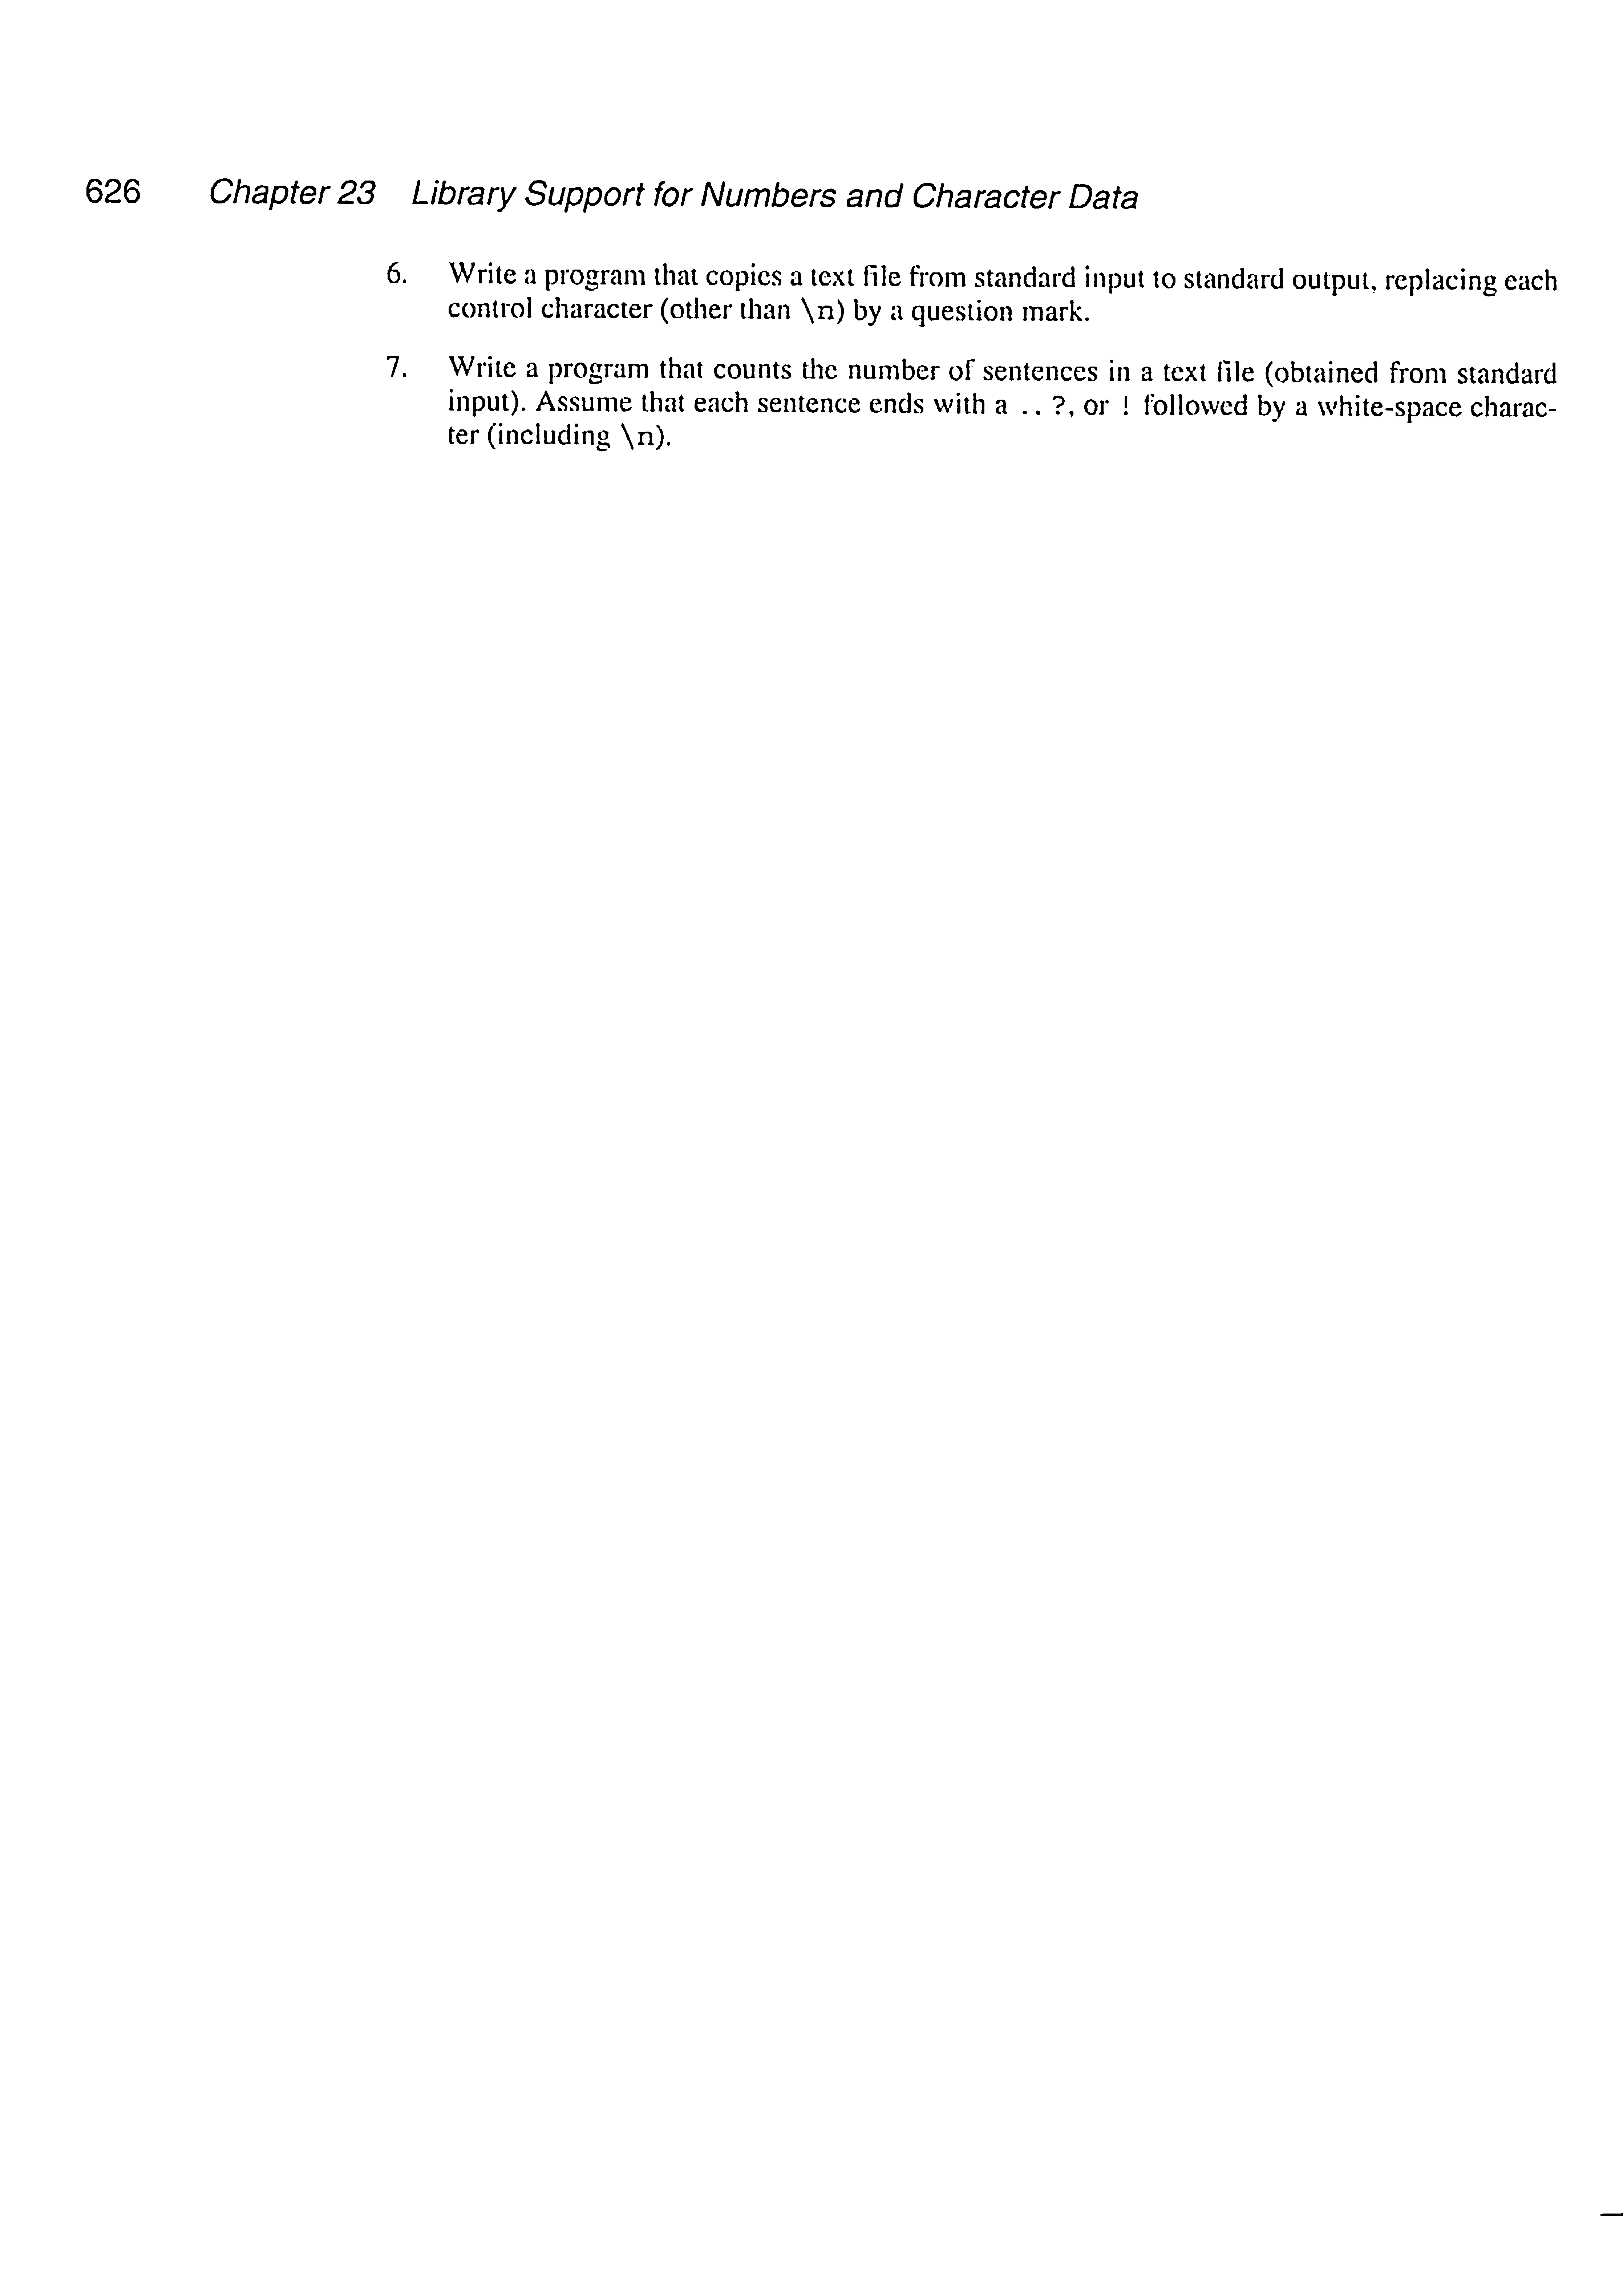 626 Chapter 23 Library Support for Numbers and Character Data
6. Write a program that copies a text file from standard input to standard output, replacing each
control character (other than \n) by a question mark.
7. Write a program that counts the number of sentences in a text file (obtained from standard
input). Assume that each sentence ends with a .. ?, or ! followed by a white-space charac-
ter (including \n).